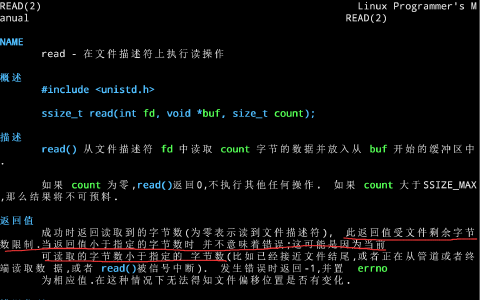 READ(2) Linux Programmer's M
anual READ(2)
NAME
read - 在文件描述符上执行读操作
概述
#include <unistd.h>
ssize_t read(int fd, void *buf, size_t count);
描述
read() 从文件描述符 fd 中读取 count 字节的数据并放入从 buf 开始的缓冲区中
.
如果 count 为零,read()返回0,不执行其他任何操作. 如果 count 大于SSIZE_MAX
,那么结果将不可预料.
返回值
成功时返回读取到的字节数(为零表示读到文件描述符), 此返回值受文件剩余字节
数限制.当返回值小于指定的字节数时 并不意味着错误;这可能是因为当前
可读取的字节数小于指定的 字节数(比如已经接近文件结尾,或者正在从管道或者终
端读取数 据,或者 read()被信号中断). 发生错误时返回-1,并置 errno
为相应值.在这种情况下无法得知文件偏移位置是否有变化.